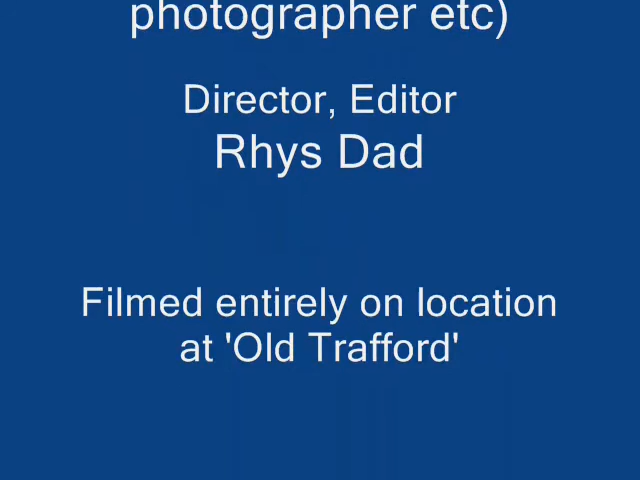 photographer etc)
Director, Editor
Rhys Dad
Filmed entirely on location
at 'Old Trafford'